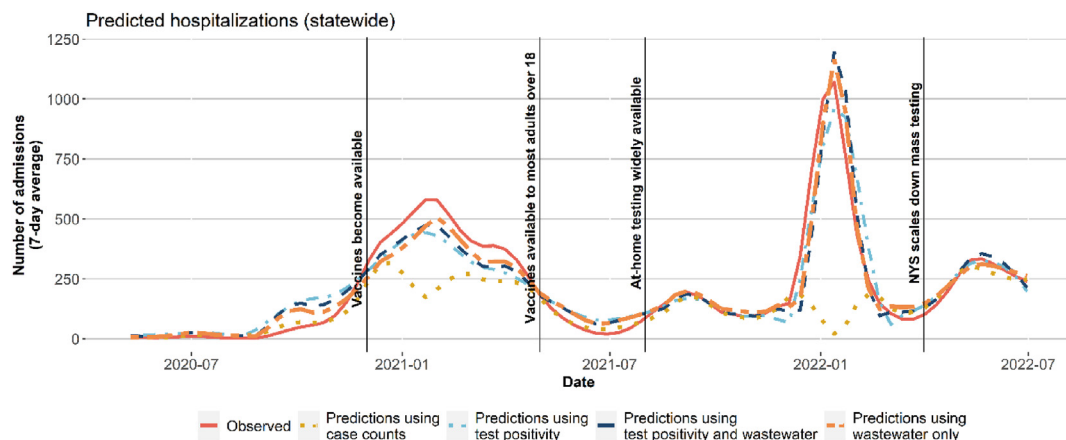 Predicted hospitalizations (statewide)
Number of admissions
(7-day average)
1250
1000
750
500
250
0
Vaccines become available
Vaccines available to most adults over 18
At-home testing widely available
NYS scales down mass testing
2020-07
2021-01
2021-07
2022-01
2022-07
Date
Observed
Predictions using
case counts
Predictions using
test positivity
Predictions using
test positivity and wastewater
Predictions using
wastewater only